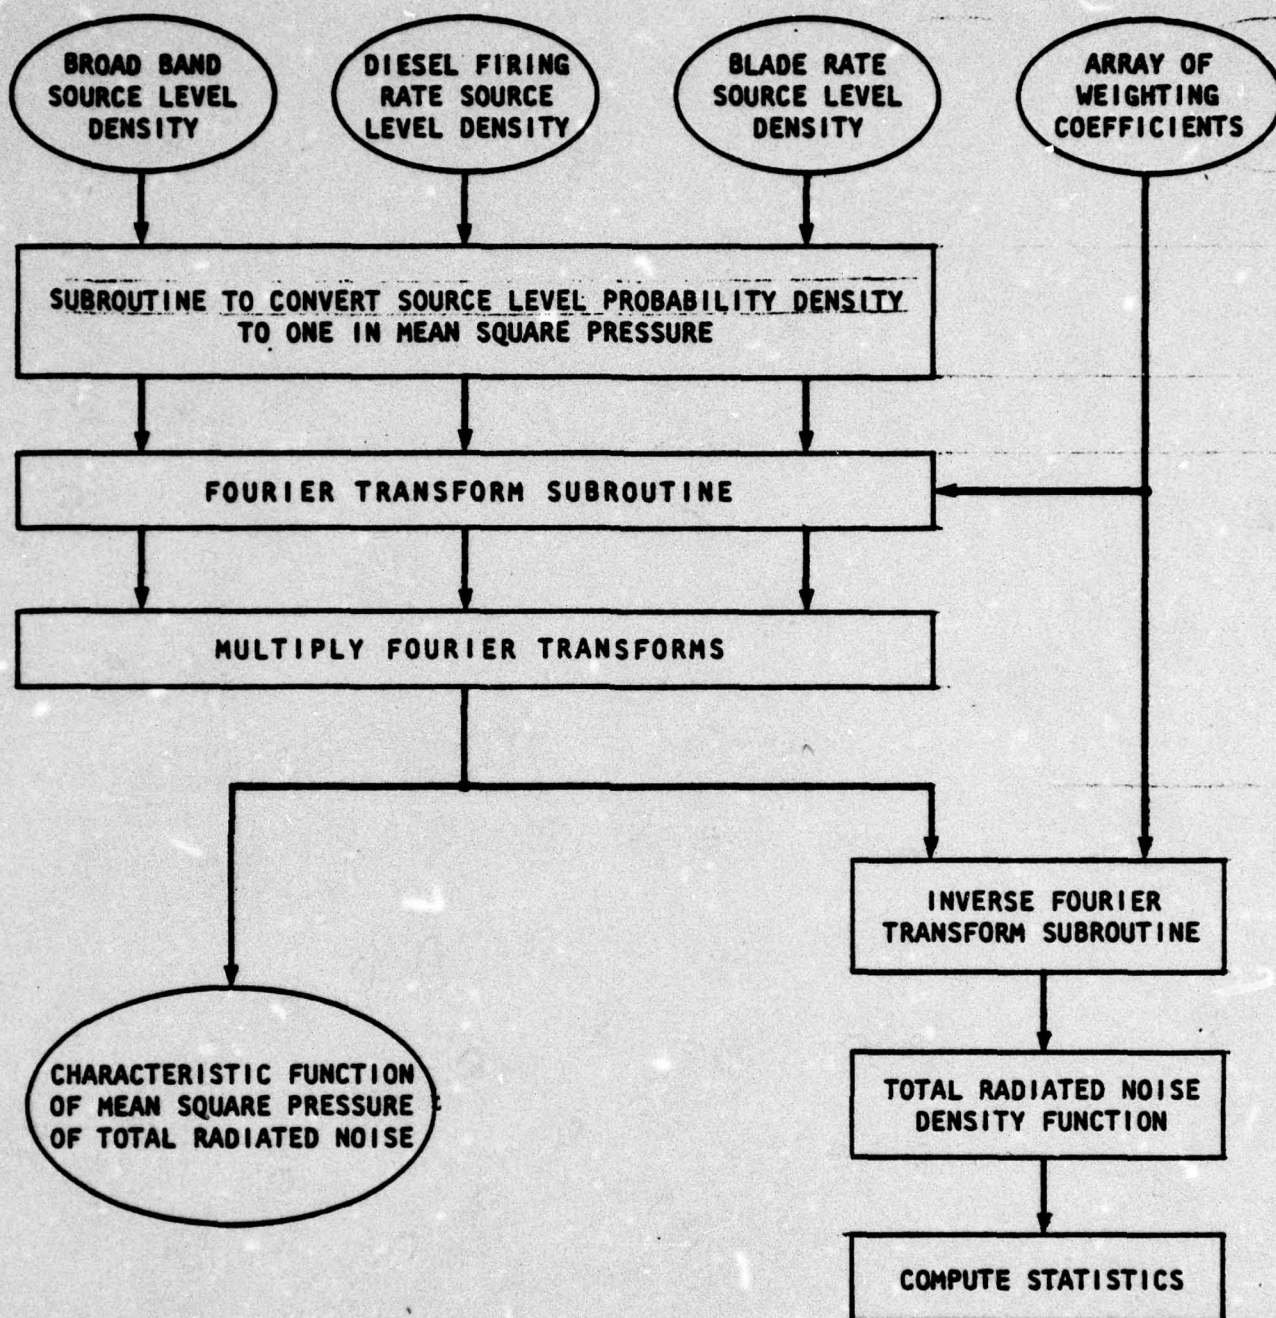 BROAD BAND
SOURCE LEVEL
DENSITY
DIESEL FIRING
RATE SOURCE
LEVEL DENSITY
BLADE RATE
SOURCE LEVEL
DENSITY
ARRAY OF
WEIGHTING
COEFFICIENTS
SUBROUTINE TO CONVERT SOURCE LEVEL PROBABILITY DENSITY
TO ONE IN MEAN SQUARE PRESSURE
FOURIER TRANSFORM SUBROUTINE
MULTIPLY FOURIER TRANSFORMS
INVERSE FOURIER
TRANSFORM SUBROUTINE
CHARACTERISTIC FUNCTION
OF MEAN SQUARE PRESSURE
OF TOTAL RADIATED NOISE
TOTAL RADIATED NOISE
DENSITY FUNCTION
COMPUTE STATISTICS